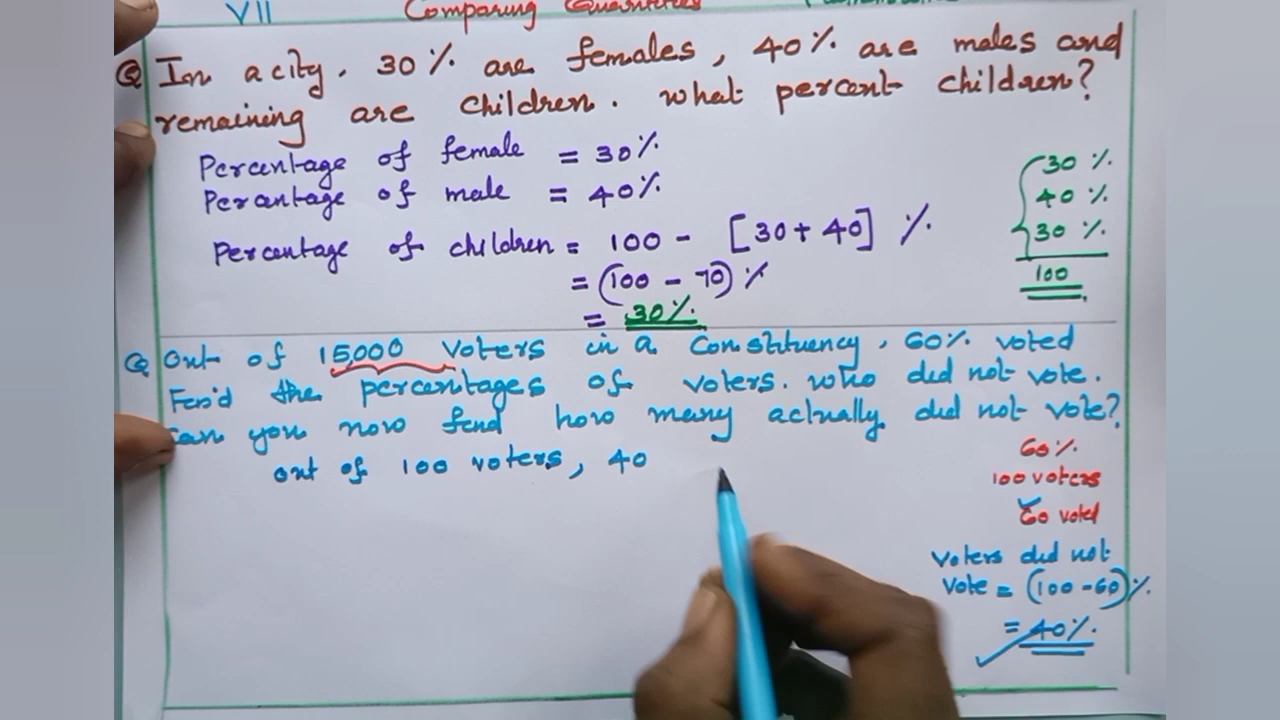 VII Comparing Quantities
Q In a city, 30% are females, 40% are males and
remaining are children. What percent children?
Percentage of female = 30%
Percentage of male = 40%
Percentage of children = 100 - [30 + 40] %
= (100 - 70) %
= 30%
30 %
40 %
30 %
100
Q Out of 15000 voters in a constituency, 60% voted
Find the percentages of voters. who did not vote.
Can you now find how many actually did not vote?
out of 100 voters, 40
60%
100 voters
60 voted
Voters did not
vote = (100 - 60)%
= 40%